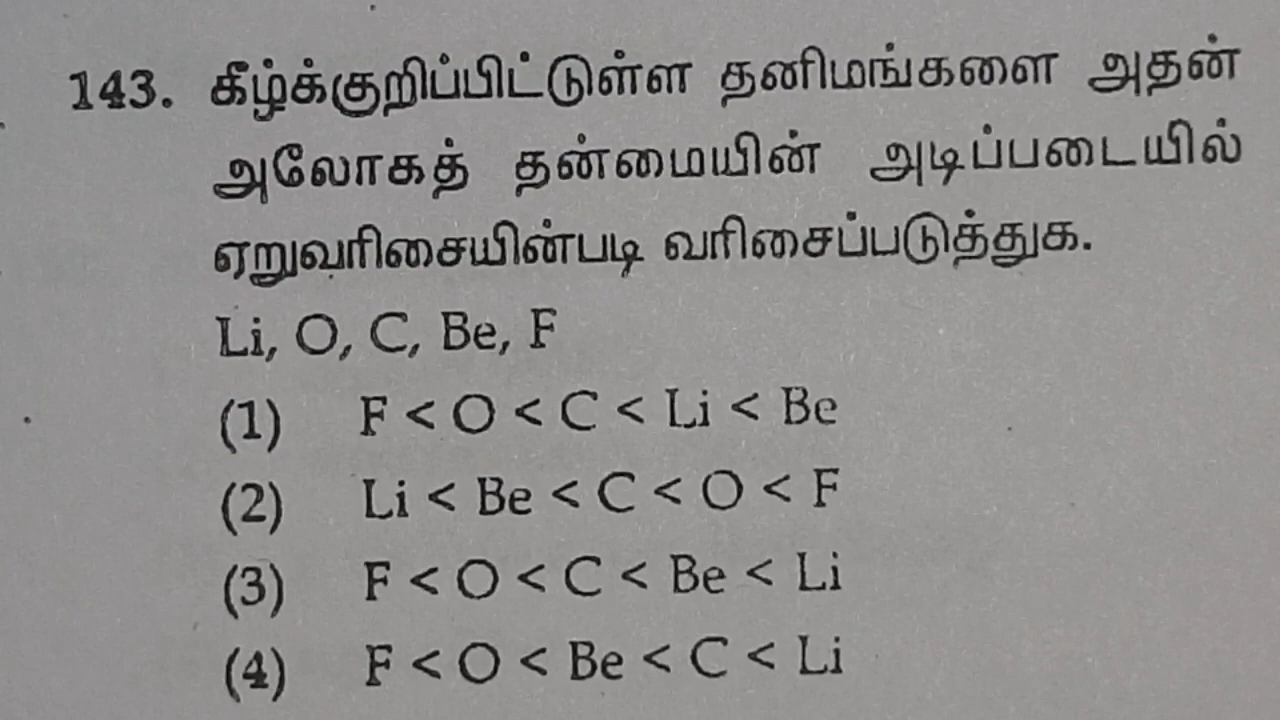 143. கீழ்க்குறிப்பிட்டுள்ள தனிமங்களை அதன்
அலோகத் தன்மையின் அடிப்படையில்
ஏறுவரிசையின்படி வரிசைப்படுத்துக.
Li, O, C, Be, F
(1) F < O < C < Li < Be
(2) Li < Be < C < O < F
(3) F < O < C < Be < Li
(4) F < O < Be < C < Li